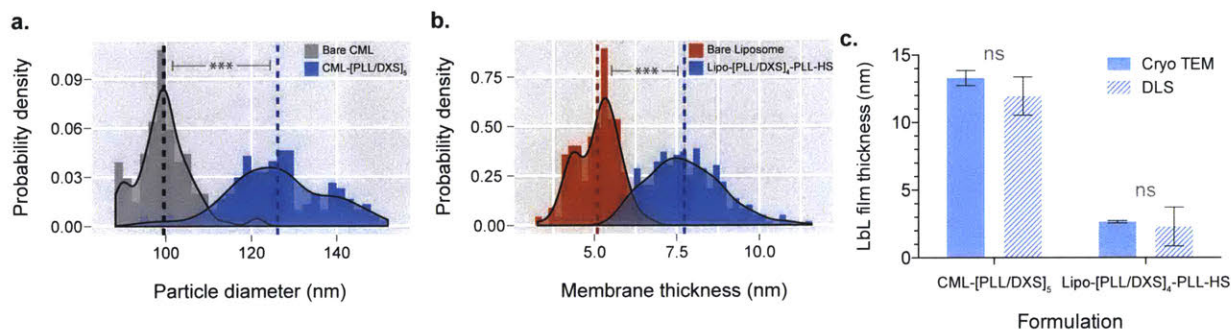 a.
Probability density
0.09
0.06
0.03
0.00
***
Bare CML
CML-[PLL/DXS]₅
100
120
140
Particle diameter (nm)
b.
Probability density
0.75
0.50
0.25
0.00
***
Bare Liposome
Lipo-[PLL/DXS]₄-PLL-HS
5.0
7.5
10.0
Membrane thickness (nm)
c.
LbL film thickness (nm)
15
10
5
0
ns
ns
Cryo TEM
DLS
CML-[PLL/DXS]₅
Lipo-[PLL/DXS]₄-PLL-HS
Formulation